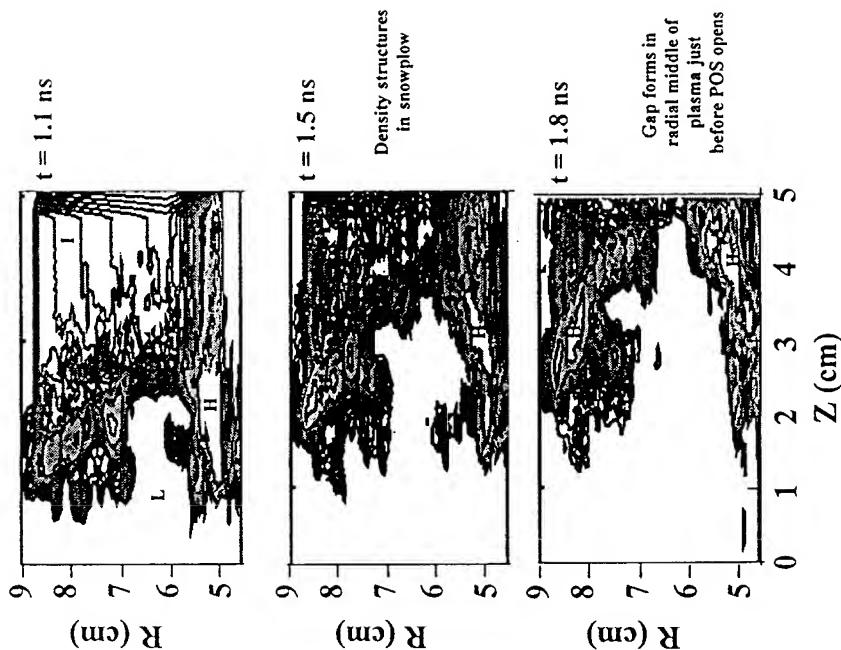 t = 1.1 ns
9
8
7
6
5
R (cm)
I
H
L
t = 1.5 ns
Density structures
in snowplow
9
8
7
6
5
R (cm)
H
t = 1.8 ns
Gap forms in
radial middle of
plasma just
before POS opens
9
8
7
6
5
R (cm)
H
H
0
1
2
3
4
5
Z (cm)